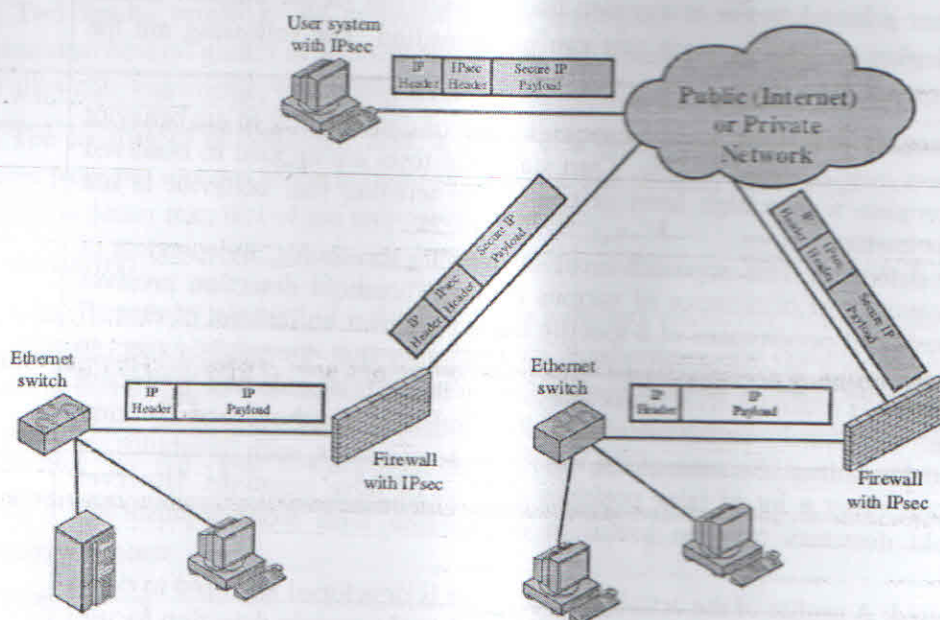 User system
with IPsec
IP
Header
IPsec
Header
Secure IP
Payload
Public (Internet)
or Private
Network
IP
Header
IPsec
Header
Secure IP
Payload
IP
Header
IPsec
Header
Secure IP
Payload
Ethernet
switch
IP
Header
IP
Payload
Firewall
with IPsec
Ethernet
switch
IP
Header
IP
Payload
Firewall
with IPsec